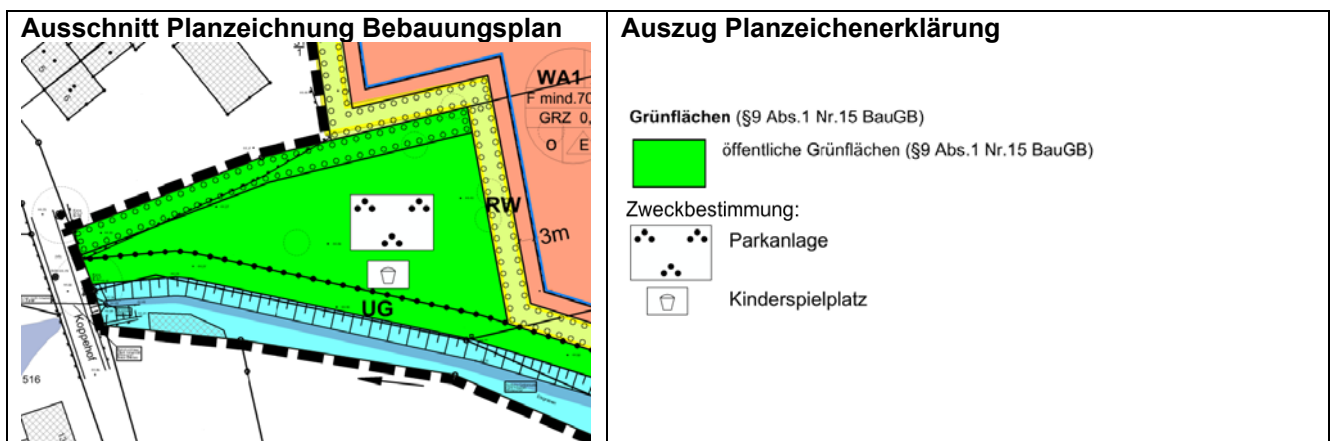 Ausschnitt Planzeichnung Bebauungsplan
WA1
F mind.70
GRZ 0,
o
E
RW
3m
UG
Koppelhof
516
Auszug Planzeichenerklärung
Grünflächen (§9 Abs.1 Nr.15 BauGB)
öffentliche Grünflächen (§9 Abs.1 Nr.15 BauGB)
Zweckbestimmung:
Parkanlage
Kinderspielplatz